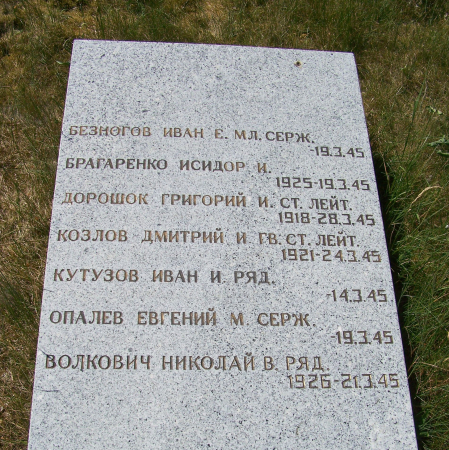 БЕЗНОГОВ ИВАН Е. МЛ. СЕРЖ.
-19.3.45
БРАГАРЕНКО ИСИДОР И.
1925-19.3.45
ДОРОШОК ГРИГОРИЙ И. СТ. ЛЕЙТ.
1918-28.3.45
КОЗЛОВ ДМИТРИЙ И. ГВ. СТ. ЛЕЙТ.
1921-24.3.45
КУТУЗОВ ИВАН И. РЯД.
-14.3.45
ОПАЛЕВ ЕВГЕНИЙ М. СЕРЖ.
-19.3.45
ВОЛКОВИЧ НИКОЛАЙ В. РЯД.
1926-21.3.45